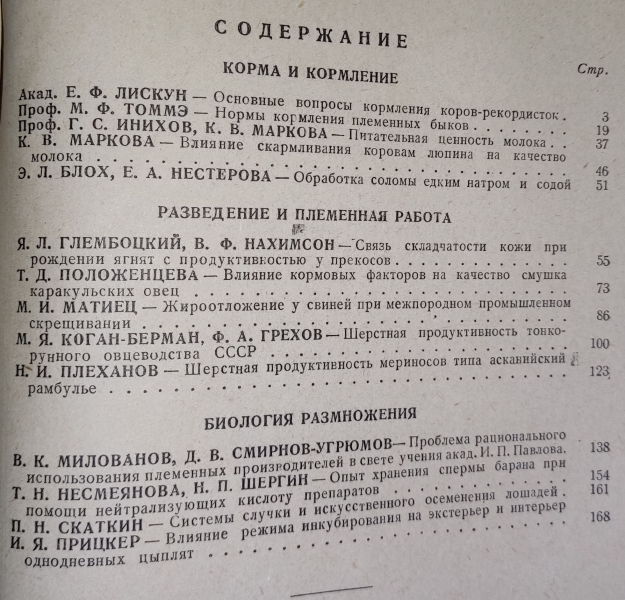 СОДЕРЖАНИЕ
КОРМА И КОРМЛЕНИЕ
Стр.
Акад. Е. Ф. ЛИСКУН — Основные вопросы кормления коров-рекордисток . 3
Проф. М. Ф. ТОММЭ — Нормы кормления племенных быков . . . . . . . . 19
Проф. Г. С. ИНИХОВ, К. В. МАРКОВА — Питательная ценность молока . . 37
К. В. МАРКОВА — Влияние скармливания коровам люпина на качество
молока . . . . . . . . . . . . . . . . . . . . . . . . . . . . 46
Э. Л. БЛОХ, Е. А. НЕСТЕРОВА — Обработка соломы едким натром и содой 51
РАЗВЕДЕНИЕ И ПЛЕМЕННАЯ РАБОТА
Я. Л. ГЛЕМБОЦКИЙ, В. Ф. НАХИМСОН — Связь складчатости кожи при
рождении ягнят с продуктивностью у прекосов . . . . . . . . . . 55
Т. Д. ПОЛОЖЕНЦЕВА — Влияние кормовых факторов на качество смушка
каракульских овец . . . . . . . . . . . . . . . . . . . . . . . 73
М. И. МАТИЕЦ — Жироотложение у свиней при межпородном промышленном
скрещивании . . . . . . . . . . . . . . . . . . . . . . . . . . 86
М. Я. КОГАН-БЕРМАН, Ф. А. ГРЕХОВ — Шерстная продуктивность тонко-
рунного овцеводства СССР . . . . . . . . . . . . . . . . . . . . 100
Н. И. ПЛЕХАНОВ — Шерстная продуктивность мериносов типа асканийский
рамбулье . . . . . . . . . . . . . . . . . . . . . . . . . . . . 123
БИОЛОГИЯ РАЗМНОЖЕНИЯ
В. К. МИЛОВАНОВ, Д. В. СМИРНОВ-УГРЮМОВ — Проблема рационального
использования племенных производителей в свете учения акад. И. П. Павлова. 138
Т. Н. НЕСМЕЯНОВА, Н. П. ШЕРГИН — Опыт хранения спермы барана при
помощи нейтрализующих кислоту препаратов . . . . . . . . . . . . 154
П. Н. СКАТКИН — Системы случки и искусственного осеменения лошадей . 161
И. Я. ПРИЦКЕР — Влияние режима инкубирования на экстерьер и интерьер
однодневных цыплят . . . . . . . . . . . . . . . . . . . . . . . 168